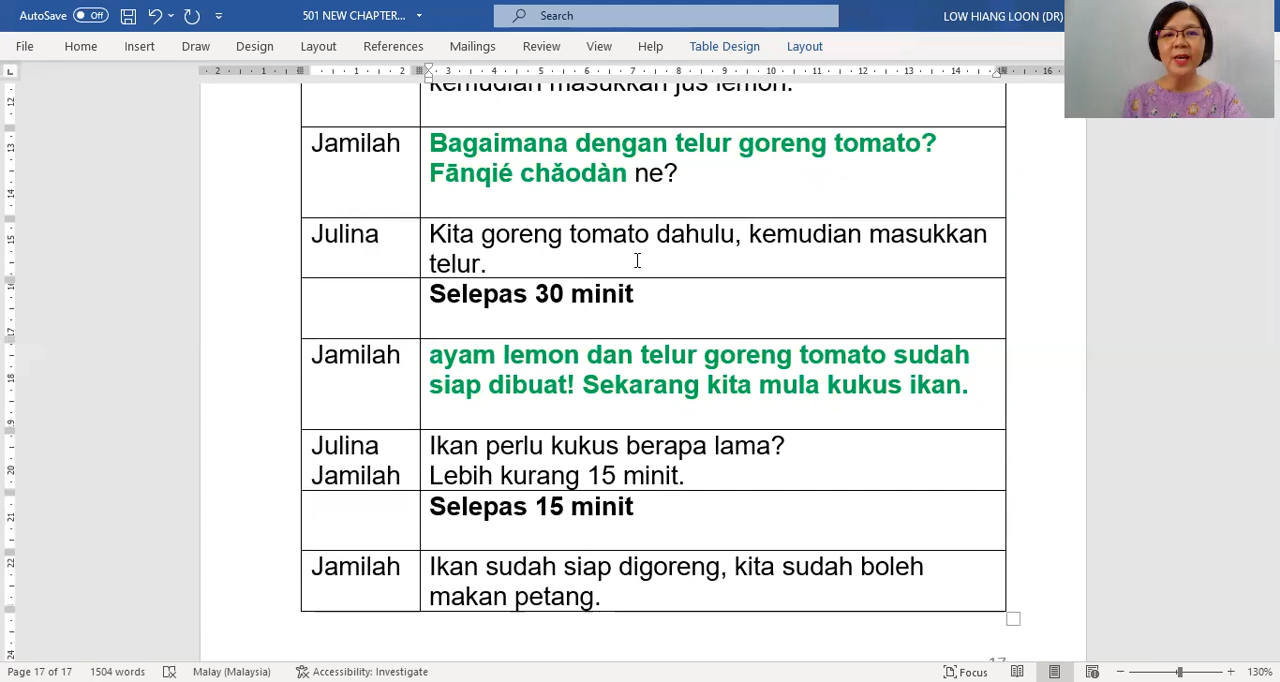 AutoSave Off
501 NEW CHAPTER...
Search
LOW HIANG LOON (DR)
File Home Insert Draw Design Layout References Mailings Review View Help Table Design Layout
kemudian masukkan jus lemon.
Jamilah
Bagaimana dengan telur goreng tomato?
Fānqié chǎodàn ne?
Julina
Kita goreng tomato dahulu, kemudian masukkan
telur.
Selepas 30 minit
Jamilah
ayam lemon dan telur goreng tomato sudah
siap dibuat! Sekarang kita mula kukus ikan.
Julina
Ikan perlu kukus berapa lama?
Jamilah
Lebih kurang 15 minit.
Selepas 15 minit
Jamilah
Ikan sudah siap digoreng, kita sudah boleh
makan petang.
Page 17 of 17 1504 words Malay (Malaysia) Accessibility: Investigate Focus 130%